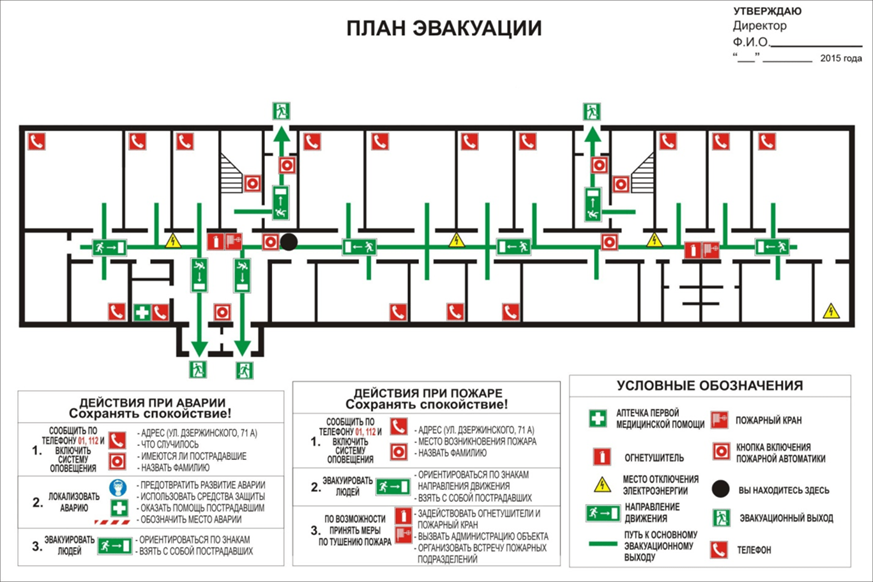 УТВЕРЖДАЮ
Директор
Ф.И.О.
“ ” 2015 года
ПЛАН ЭВАКУАЦИИ
ДЕЙСТВИЯ ПРИ АВАРИИ
Сохранять спокойствие!
1.
СООБЩИТЬ ПО
ТЕЛЕФОНУ 01, 112 И
ВКЛЮЧИТЬ
СИСТЕМУ
ОПОВЕЩЕНИЯ
- АДРЕС (УЛ. ДЗЕРЖИНСКОГО, 71 А)
- ЧТО СЛУЧИЛОСЬ
- ИМЕЮТСЯ ЛИ ПОСТРАДАВШИЕ
- НАЗВАТЬ ФАМИЛИЮ
2.
ЛОКАЛИЗОВАТЬ
АВАРИЮ
- ПРЕДОТВРАТИТЬ РАЗВИТИЕ АВАРИИ
- ИСПОЛЬЗОВАТЬ СРЕДСТВА ЗАЩИТЫ
- ОКАЗАТЬ ПОМОЩЬ ПОСТРАДАВШИМ
- ОБОЗНАЧИТЬ МЕСТО АВАРИИ
3.
ЭВАКУИРОВАТЬ
ЛЮДЕЙ
- ОРИЕНТИРОВАТЬСЯ ПО ЗНАКАМ
- ВЗЯТЬ С СОБОЙ ПОСТРАДАВШИХ
ДЕЙСТВИЯ ПРИ ПОЖАРЕ
Сохранять спокойствие!
1.
СООБЩИТЬ ПО
ТЕЛЕФОНУ 01, 112 И
ВКЛЮЧИТЬ
СИСТЕМУ
ОПОВЕЩЕНИЯ
- АДРЕС (УЛ. ДЗЕРЖИНСКОГО, 71 А)
- МЕСТО ВОЗНИКНОВЕНИЯ ПОЖАРА
- НАЗВАТЬ ФАМИЛИЮ
2.
ЭВАКУИРОВАТЬ
ЛЮДЕЙ
- ОРИЕНТИРОВАТЬСЯ ПО ЗНАКАМ
НАПРАВЛЕНИЯ ДВИЖЕНИЯ
- ВЗЯТЬ С СОБОЙ ПОСТРАДАВШИХ
3.
ПО ВОЗМОЖНОСТИ
ПРИНЯТЬ МЕРЫ
ПО ТУШЕНИЮ ПОЖАРА
- ЗАДЕЙСТВОВАТЬ ОГНЕТУШИТЕЛИ И
ПОЖАРНЫЙ КРАН
- ВЫЗВАТЬ АДМИНИСТРАЦИЮ ОБЪЕКТА
- ОРГАНИЗОВАТЬ ВСТРЕЧУ ПОЖАРНЫХ
ПОДРАЗДЕЛЕНИЙ
УСЛОВНЫЕ ОБОЗНАЧЕНИЯ
АПТЕЧКА ПЕРВОЙ
МЕДИЦИНСКОЙ ПОМОЩИ
ОГНЕТУШИТЕЛЬ
МЕСТО ОТКЛЮЧЕНИЯ
ЭЛЕКТРОЭНЕРГИИ
НАПРАВЛЕНИЕ
ДВИЖЕНИЯ
ПУТЬ К ОСНОВНОМУ
ЭВАКУАЦИОННОМУ
ВЫХОДУ
ПОЖАРНЫЙ КРАН
КНОПКА ВКЛЮЧЕНИЯ
ПОЖАРНОЙ АВТОМАТИКИ
ВЫ НАХОДИТЕСЬ ЗДЕСЬ
ЭВАКУАЦИОННЫЙ ВЫХОД
ТЕЛЕФОН